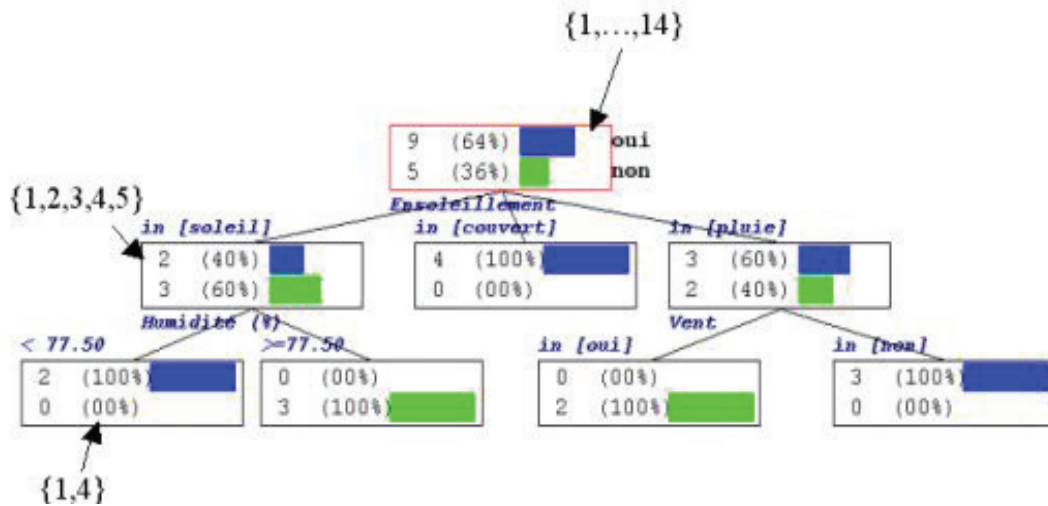 {1,…,14}
9 (64%) oui
5 (36%) non
{1,2,3,4,5}
Ensoleillement
in [soleil] in [couvert] in [pluie]
2 (40%) 4 (100%) 3 (60%)
3 (60%) 0 (00%) 2 (40%)
Humidité (%) Vent
< 77.50 >=77.50 in [oui] in [non]
2 (100%) 0 (00%) 0 (00%) 3 (100%)
0 (00%) 3 (100%) 2 (100%) 0 (00%)
{1,4}